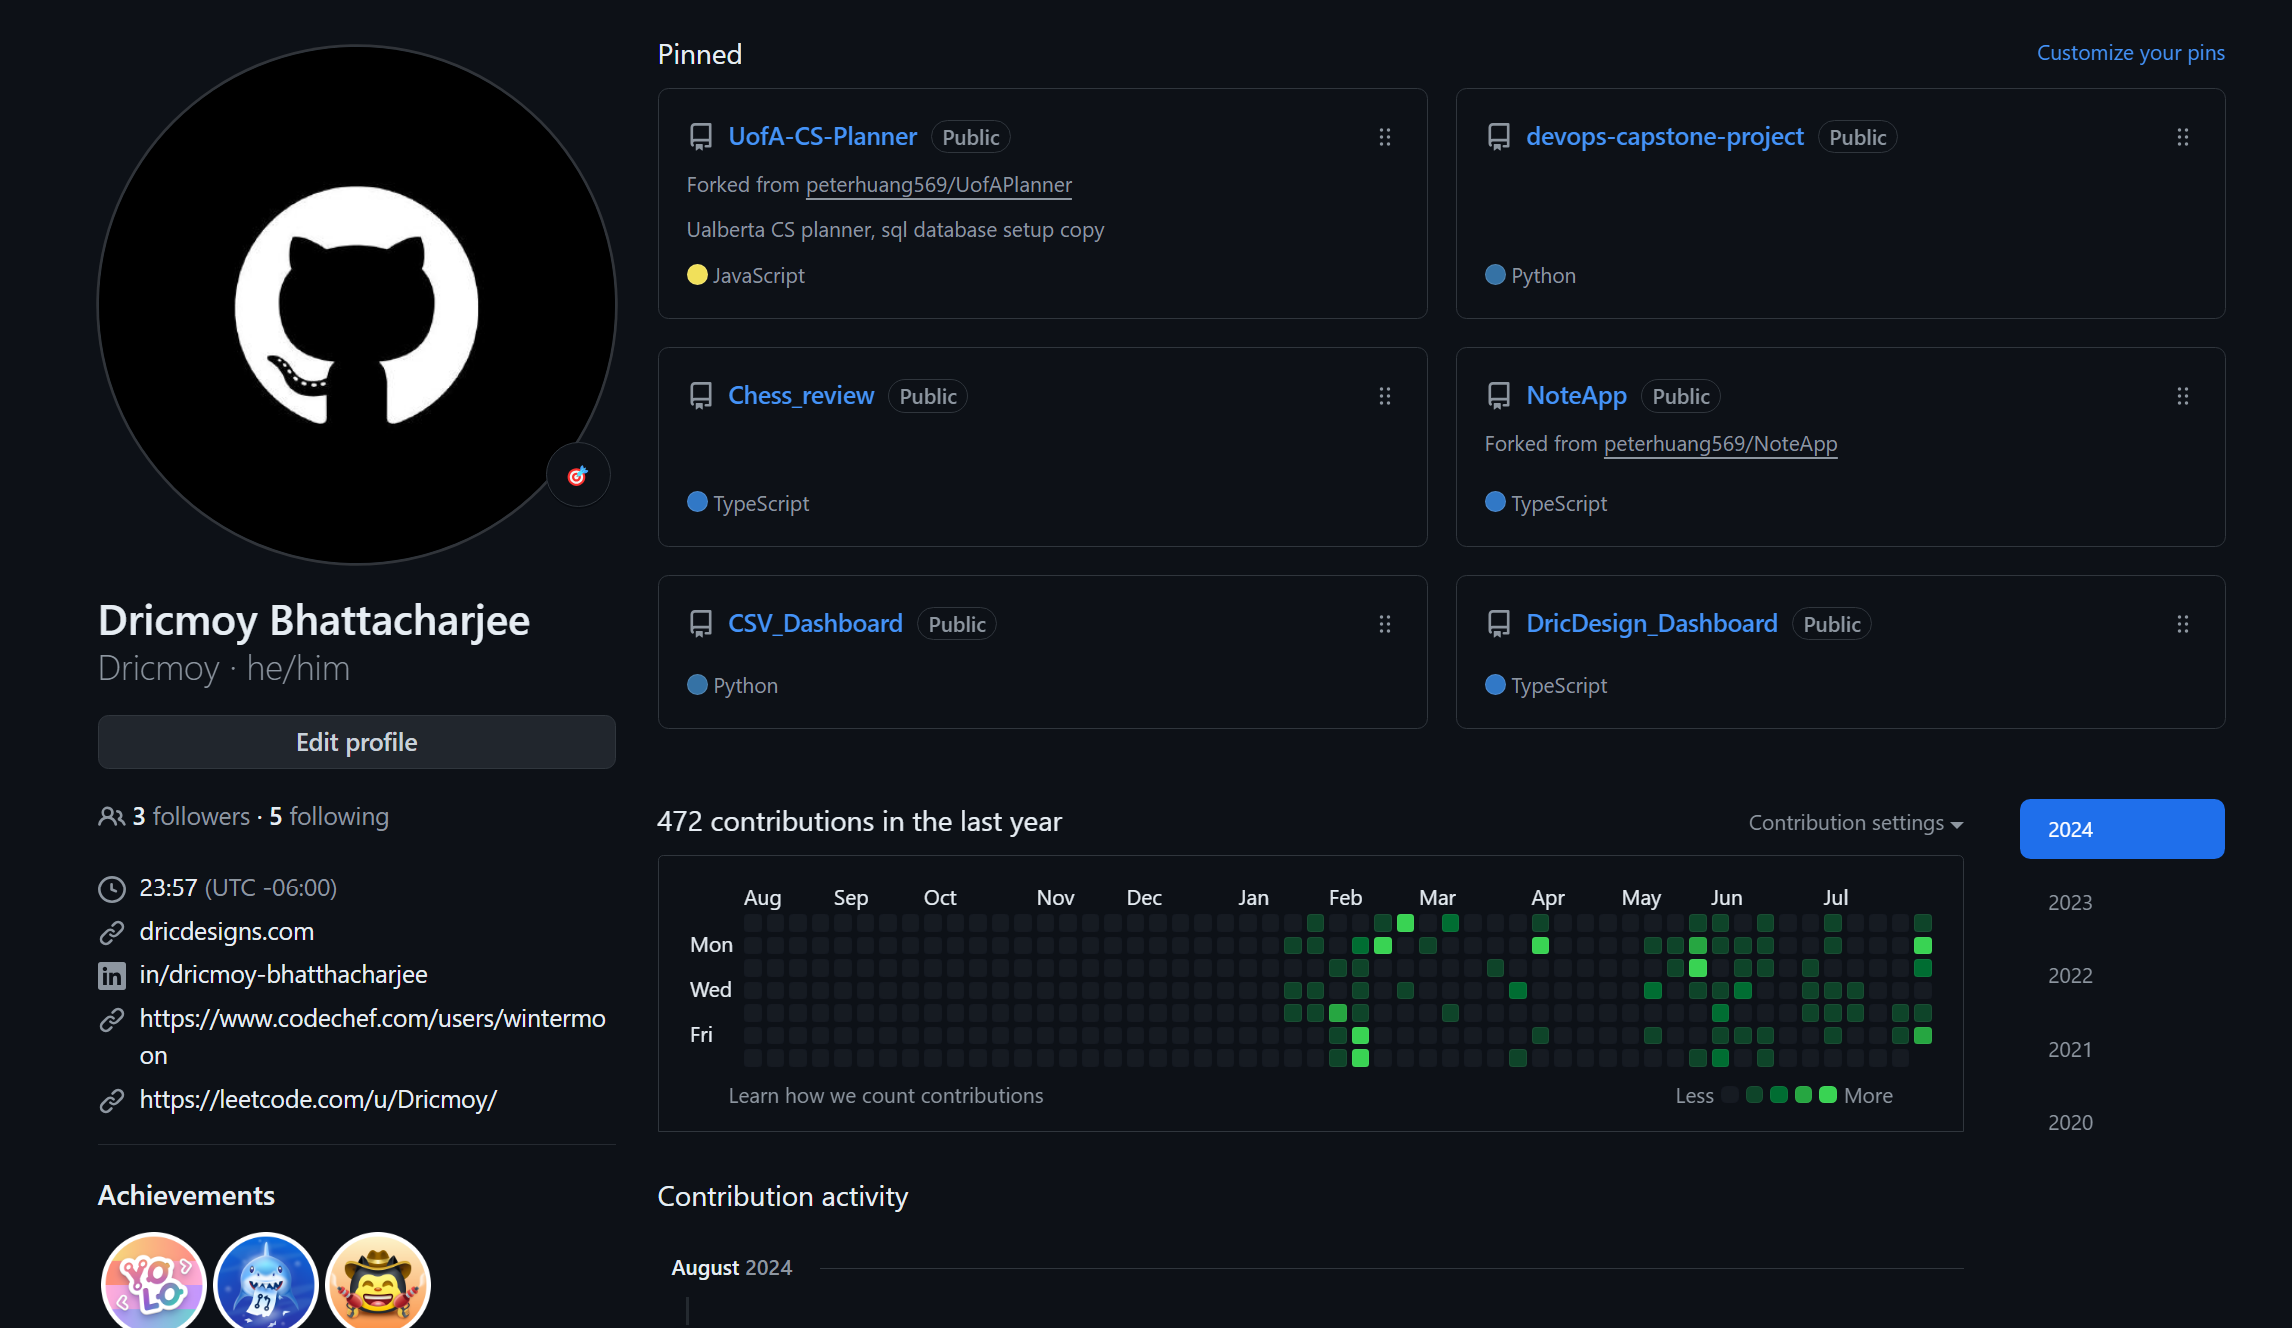 Dricmoy Bhattacharjee
Dricmoy · he/him
Edit profile
3 followers · 5 following
23:57 (UTC -06:00)
dricdesigns.com
in/dricmoy-bhatthacharjee
https://www.codechef.com/users/wintermo
on
https://leetcode.com/u/Dricmoy/
Achievements
YOLO
Pinned
Customize your pins
UofA-CS-Planner Public
Forked from peterhuang569/UofAPlanner
Ualberta CS planner, sql database setup copy
JavaScript
devops-capstone-project Public
Python
Chess_review Public
TypeScript
NoteApp Public
Forked from peterhuang569/NoteApp
TypeScript
CSV_Dashboard Public
Python
DricDesign_Dashboard Public
TypeScript
472 contributions in the last year
Contribution settings
Aug Sep Oct Nov Dec Jan Feb Mar Apr May Jun Jul
Mon
Wed
Fri
Learn how we count contributions
Less More
2024
2023
2022
2021
2020
Contribution activity
August 2024